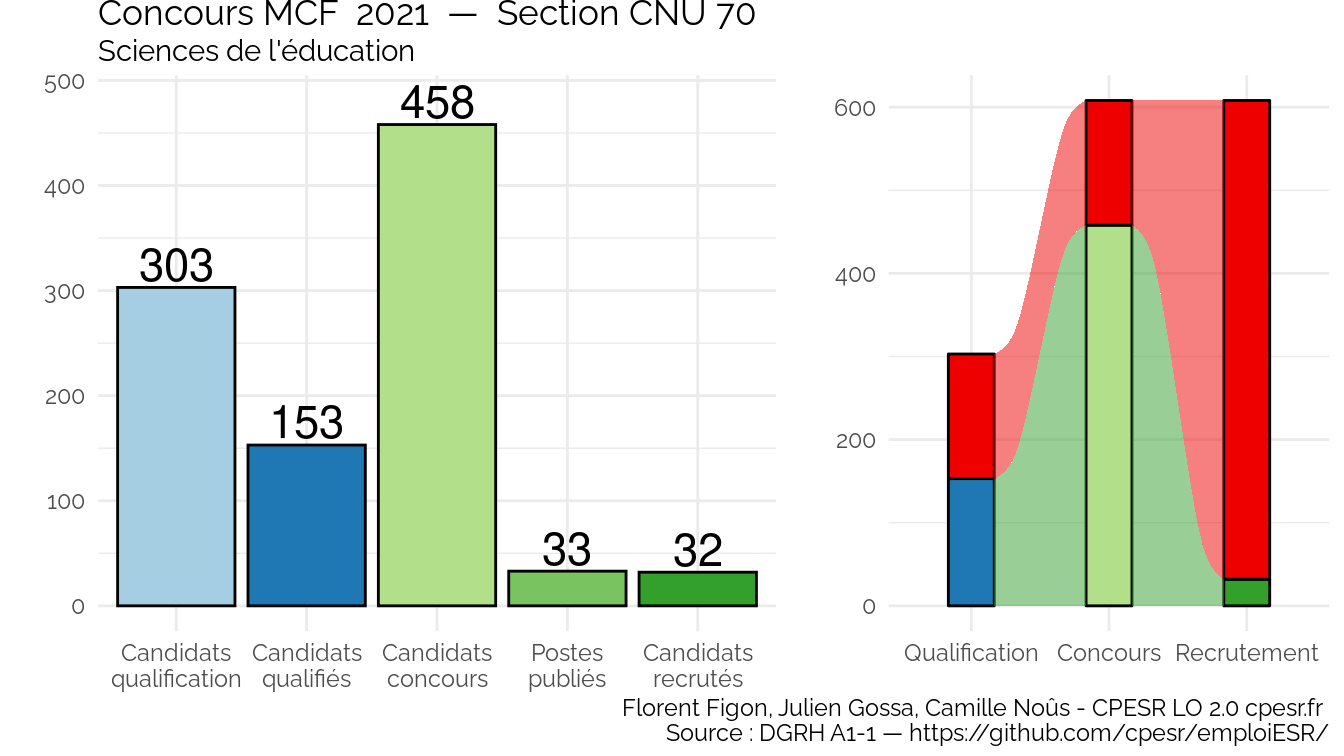 Concours MCF 2021 — Section CNU 70
Sciences de l'éducation
500
400
300
200
100
0
303
153
458
33
32
Candidats qualification
Candidats qualifiés
Candidats concours
Postes publiés
Candidats recrutés
600
400
200
0
Qualification
Concours
Recrutement
Florent Figon, Julien Gossa, Camille Noûs - CPESR LO 2.0 cpesr.fr
Source : DGRH A1-1 — https://github.com/cpesr/emploiESR/